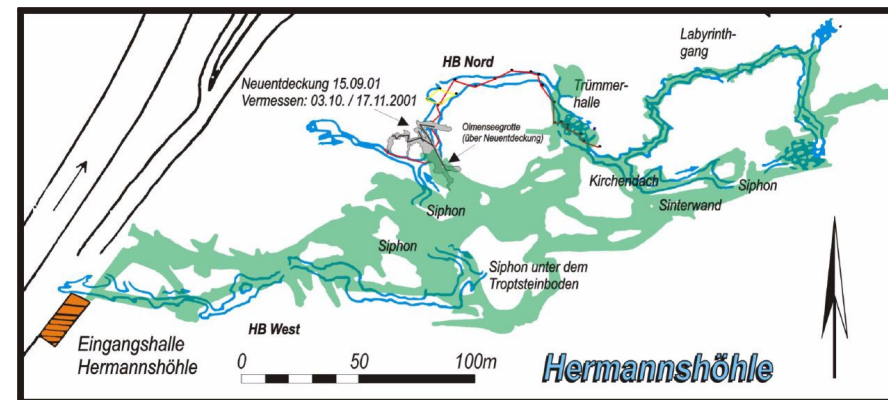 Labyrinth-
gang
HB Nord
Neuentdeckung 15.09.01
Vermessen: 03.10. / 17.11.2001
Trümmer-
halle
Olmenseegrotte
(über Neuentdeckung)
Kirchendach
Siphon
Sinterwand
Siphon
Siphon
Siphon unter dem
Troptsteinboden
HB West
Eingangshalle
Hermannshöhle
0 50 100m
Hermannshöhle